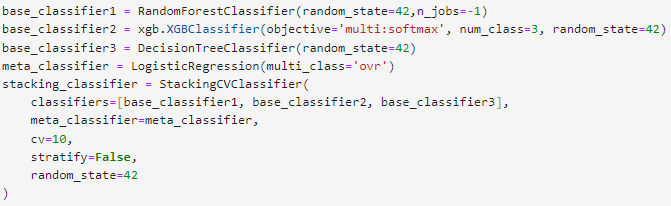 base_classifier1 = RandomForestClassifier(random_state=42,n_jobs=-1)
base_classifier2 = xgb.XGBClassifier(objective='multi:softmax', num_class=3, random_state=42)
base_classifier3 = DecisionTreeClassifier(random_state=42)
meta_classifier = LogisticRegression(multi_class='ovr')
stacking_classifier = StackingCVClassifier(
    classifiers=[base_classifier1, base_classifier2, base_classifier3],
    meta_classifier=meta_classifier,
    cv=10,
    stratify=False,
    random_state=42
)